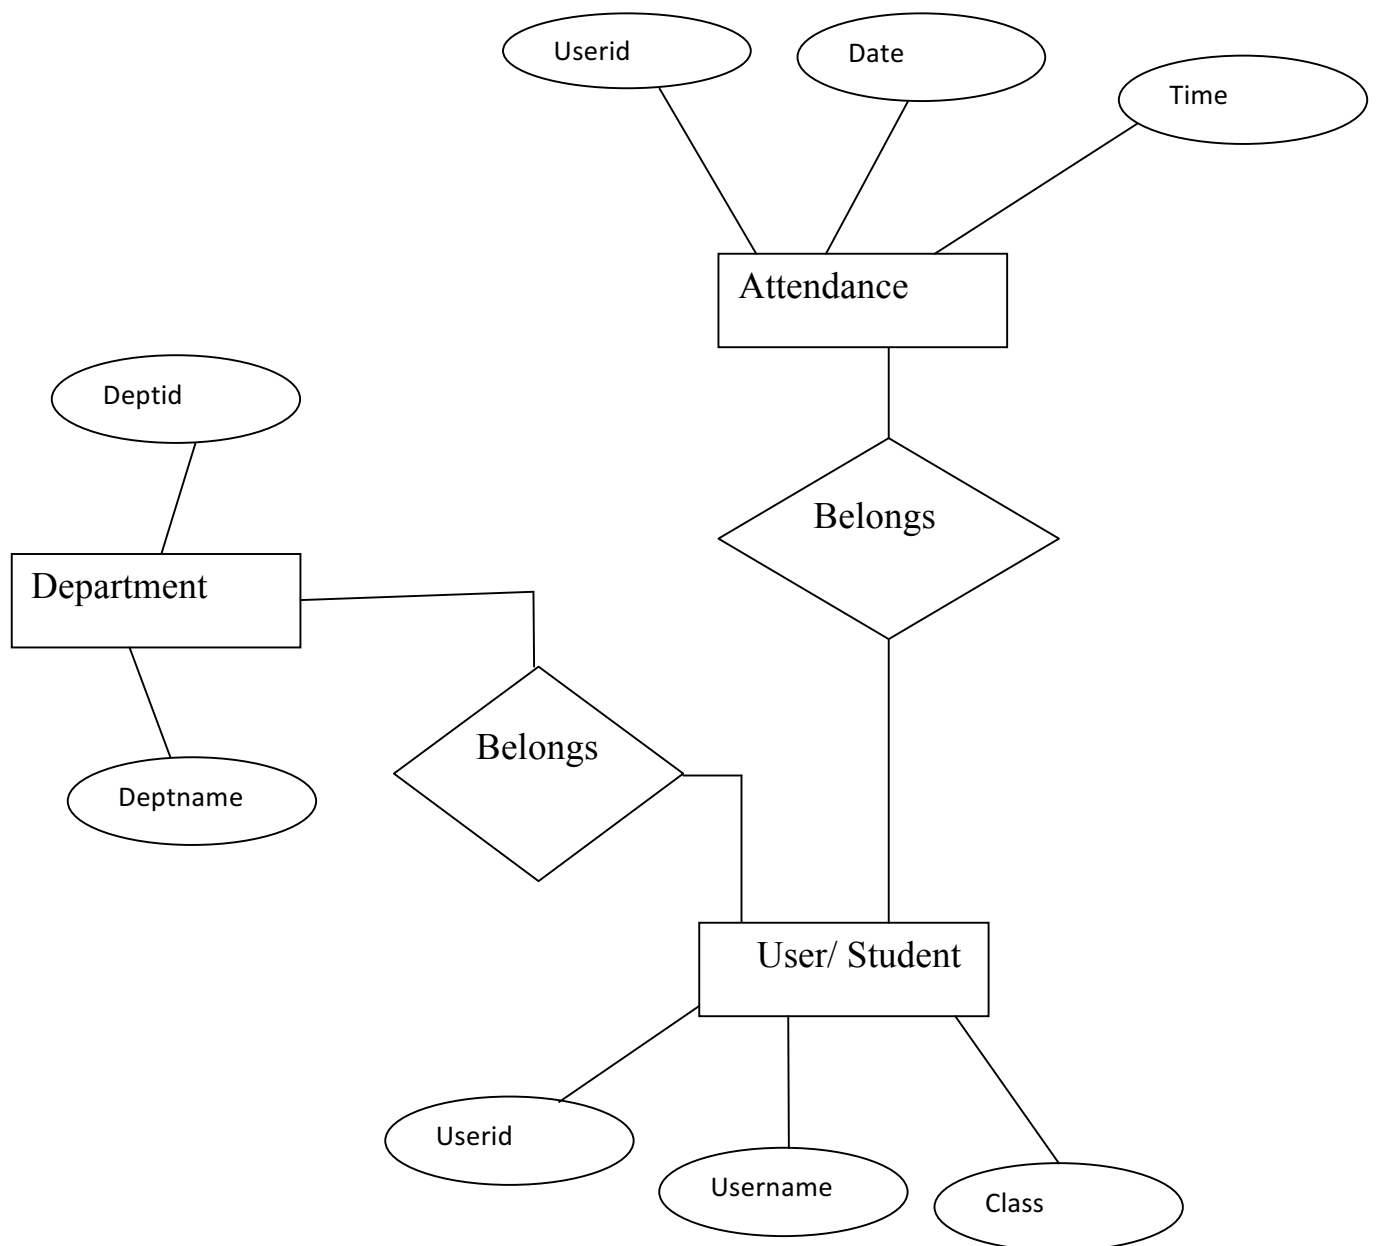 Userid
Date
Time
Attendance
Deptid
Belongs
Department
Belongs
Deptname
User/ Student
Userid
Username
Class